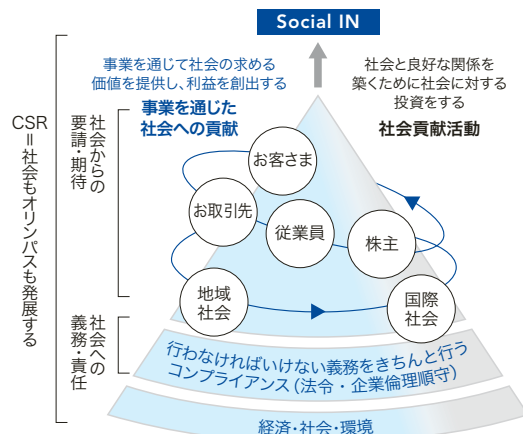 Social IN
事業を通じて社会の求める
価値を提供し、利益を創出する
事業を通じた
社会への貢献
社会と良好な関係を
築くために社会に対する
投資をする
社会貢献活動
CSR=社会もオリンパスも発展する
社会からの
要請・期待
社会への
義務・責任
お客さま
お取引先
従業員
株主
地域
社会
国際
社会
行わなければいけない義務をきちんと行う
コンプライアンス（法令・企業倫理順守）
経済・社会・環境